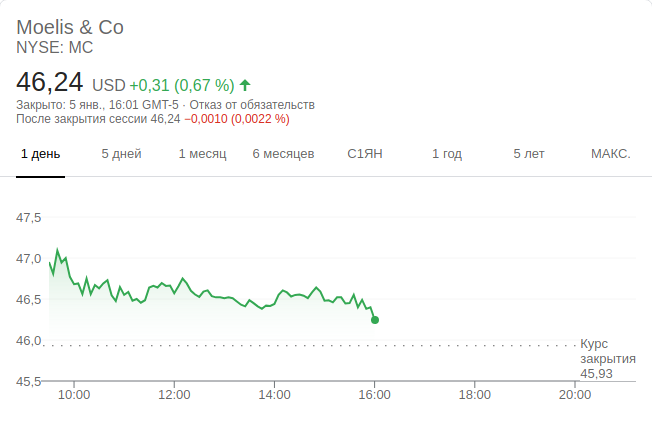 Moelis & Co
NYSE: MC
46,24 USD +0,31 (0,67 %)
Закрыто: 5 янв., 16:01 GMT-5 · Отказ от обязательств
После закрытия сессии 46,24 −0,0010 (0,0022 %)
1 день 5 дней 1 месяц 6 месяцев С1ЯН 1 год 5 лет МАКС.
47,5
47,0
46,5
46,0
Курс
закрытия
45,93
45,5
10:00 12:00 14:00 16:00 18:00 20:00